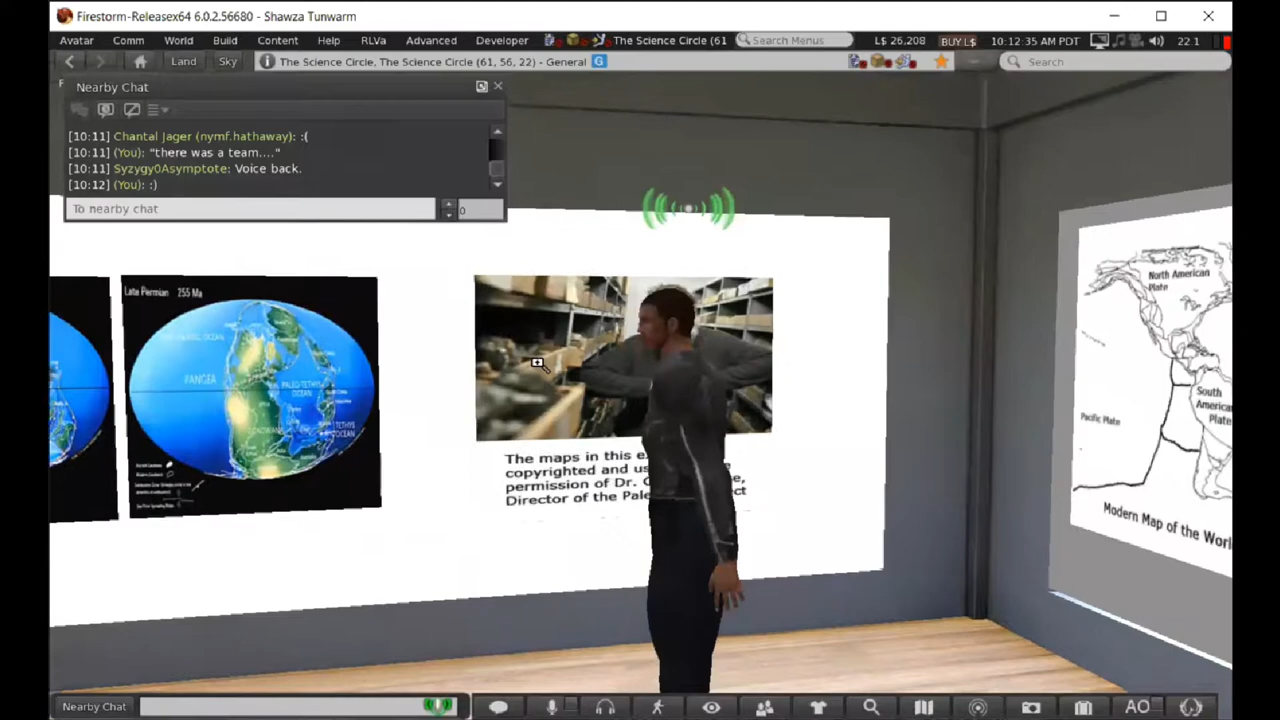 Firestorm-Releasex64 6.0.2.56680 - Shawza Tunwarm
Avatar Comm World Build Content Help RLVa Advanced Developer The Science Circle (61 Search Menus L$ 26,208 BUY L$ 10:12:35 AM PDT 22 1
Land Sky The Science Circle, The Science Circle (61, 56, 22) - General G Search
Nearby Chat
[10:11] Chantal Jager (nymf.hathaway): :(
[10:11] (You): "there was a team...."
[10:11] Syzygy0Asymptote: Voice back.
[10:12] (You): :)
To nearby chat 0
Late Permian 255 Ma
PANGEA
PALEO-TETHYS
OCEAN
The maps in this
copyrighted and
permission of Dr.
Director of the
North American
Plate
South
American
Plate
Pacific Plate
Modern Map of the
Nearby Chat AO